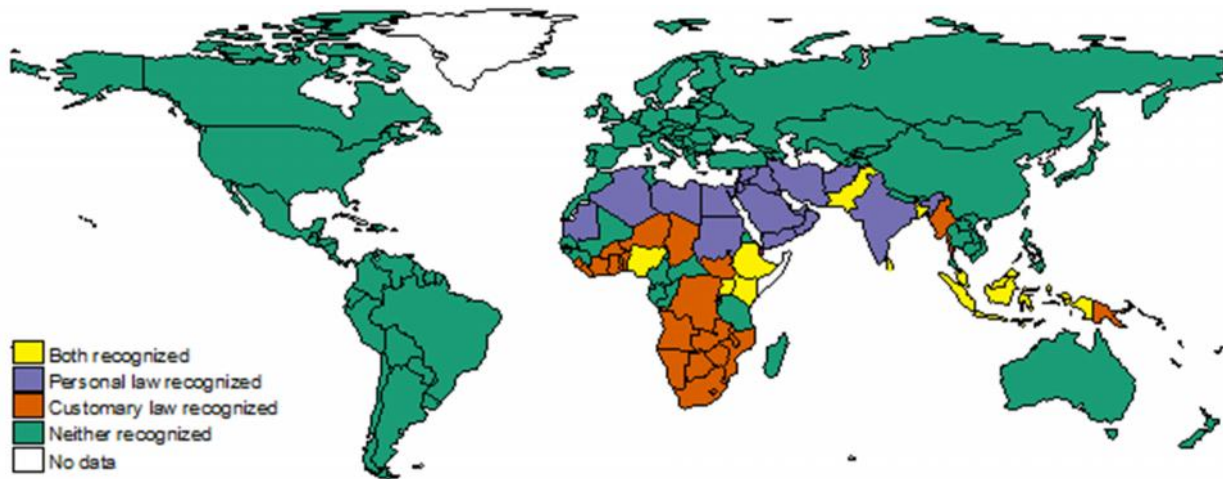 Both recognized
Personal law recognized
Customary law recognized
Neither recognized
No data